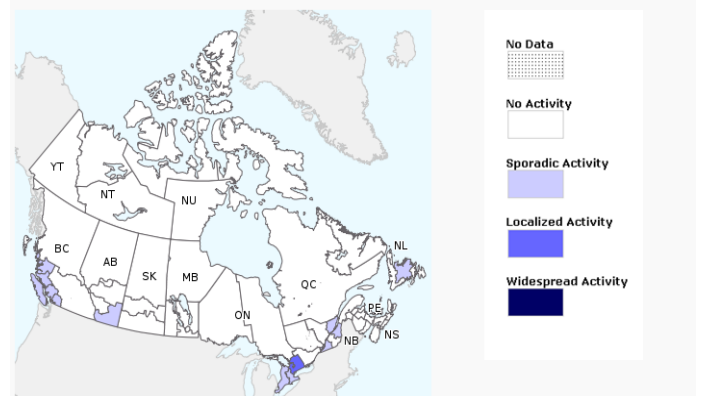 YT
NT
NU
BC
AB
SK
MB
ON
QC
NL
PE
NB
NS
No Data
No Activity
Sporadic Activity
Localized Activity
Widespread Activity